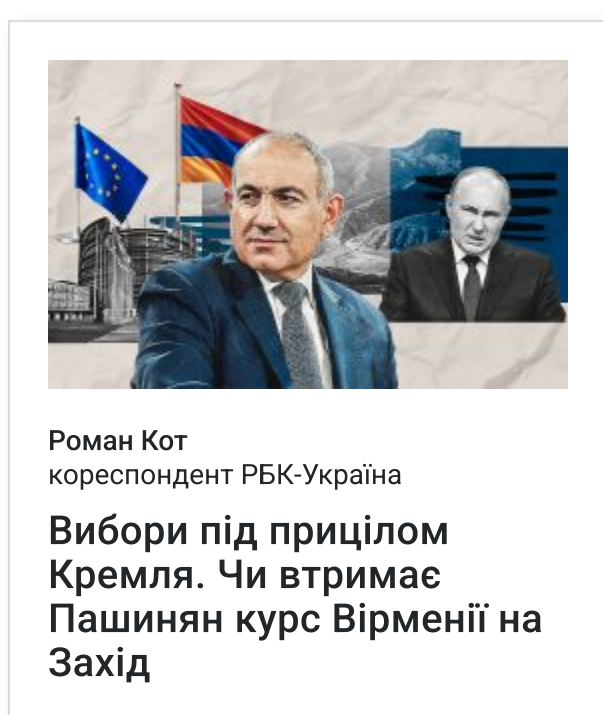 Роман Кот
кореспондент РБК-Україна
Вибори під прицілом
Кремля. Чи втримає
Пашинян курс Вірменії на
Захід